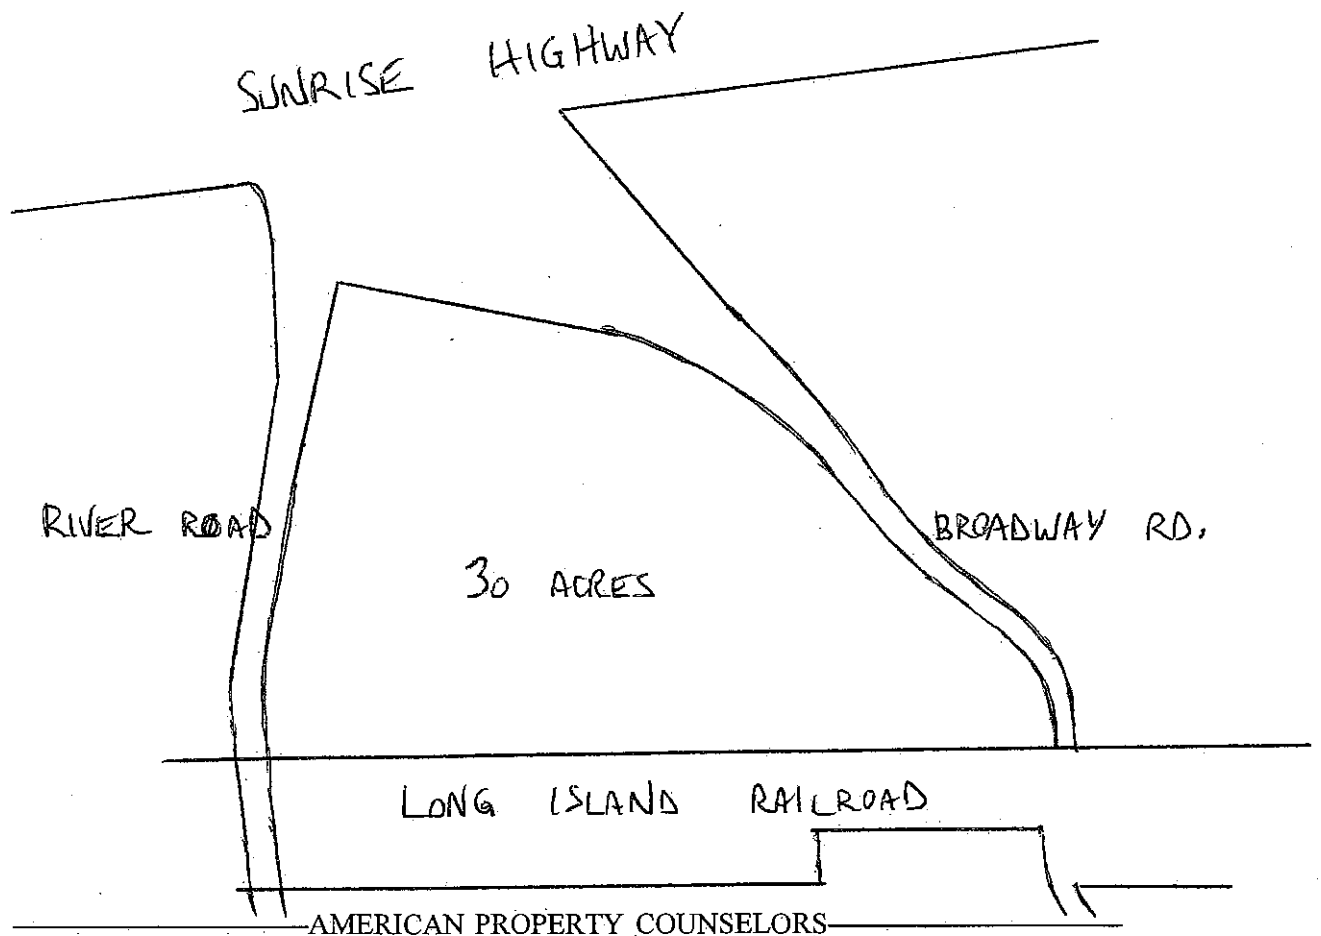 SUNRISE HIGHWAY
RIVER ROAD
BROADWAY RD.
30 ACRES
LONG ISLAND RAILROAD
AMERICAN PROPERTY COUNSELORS